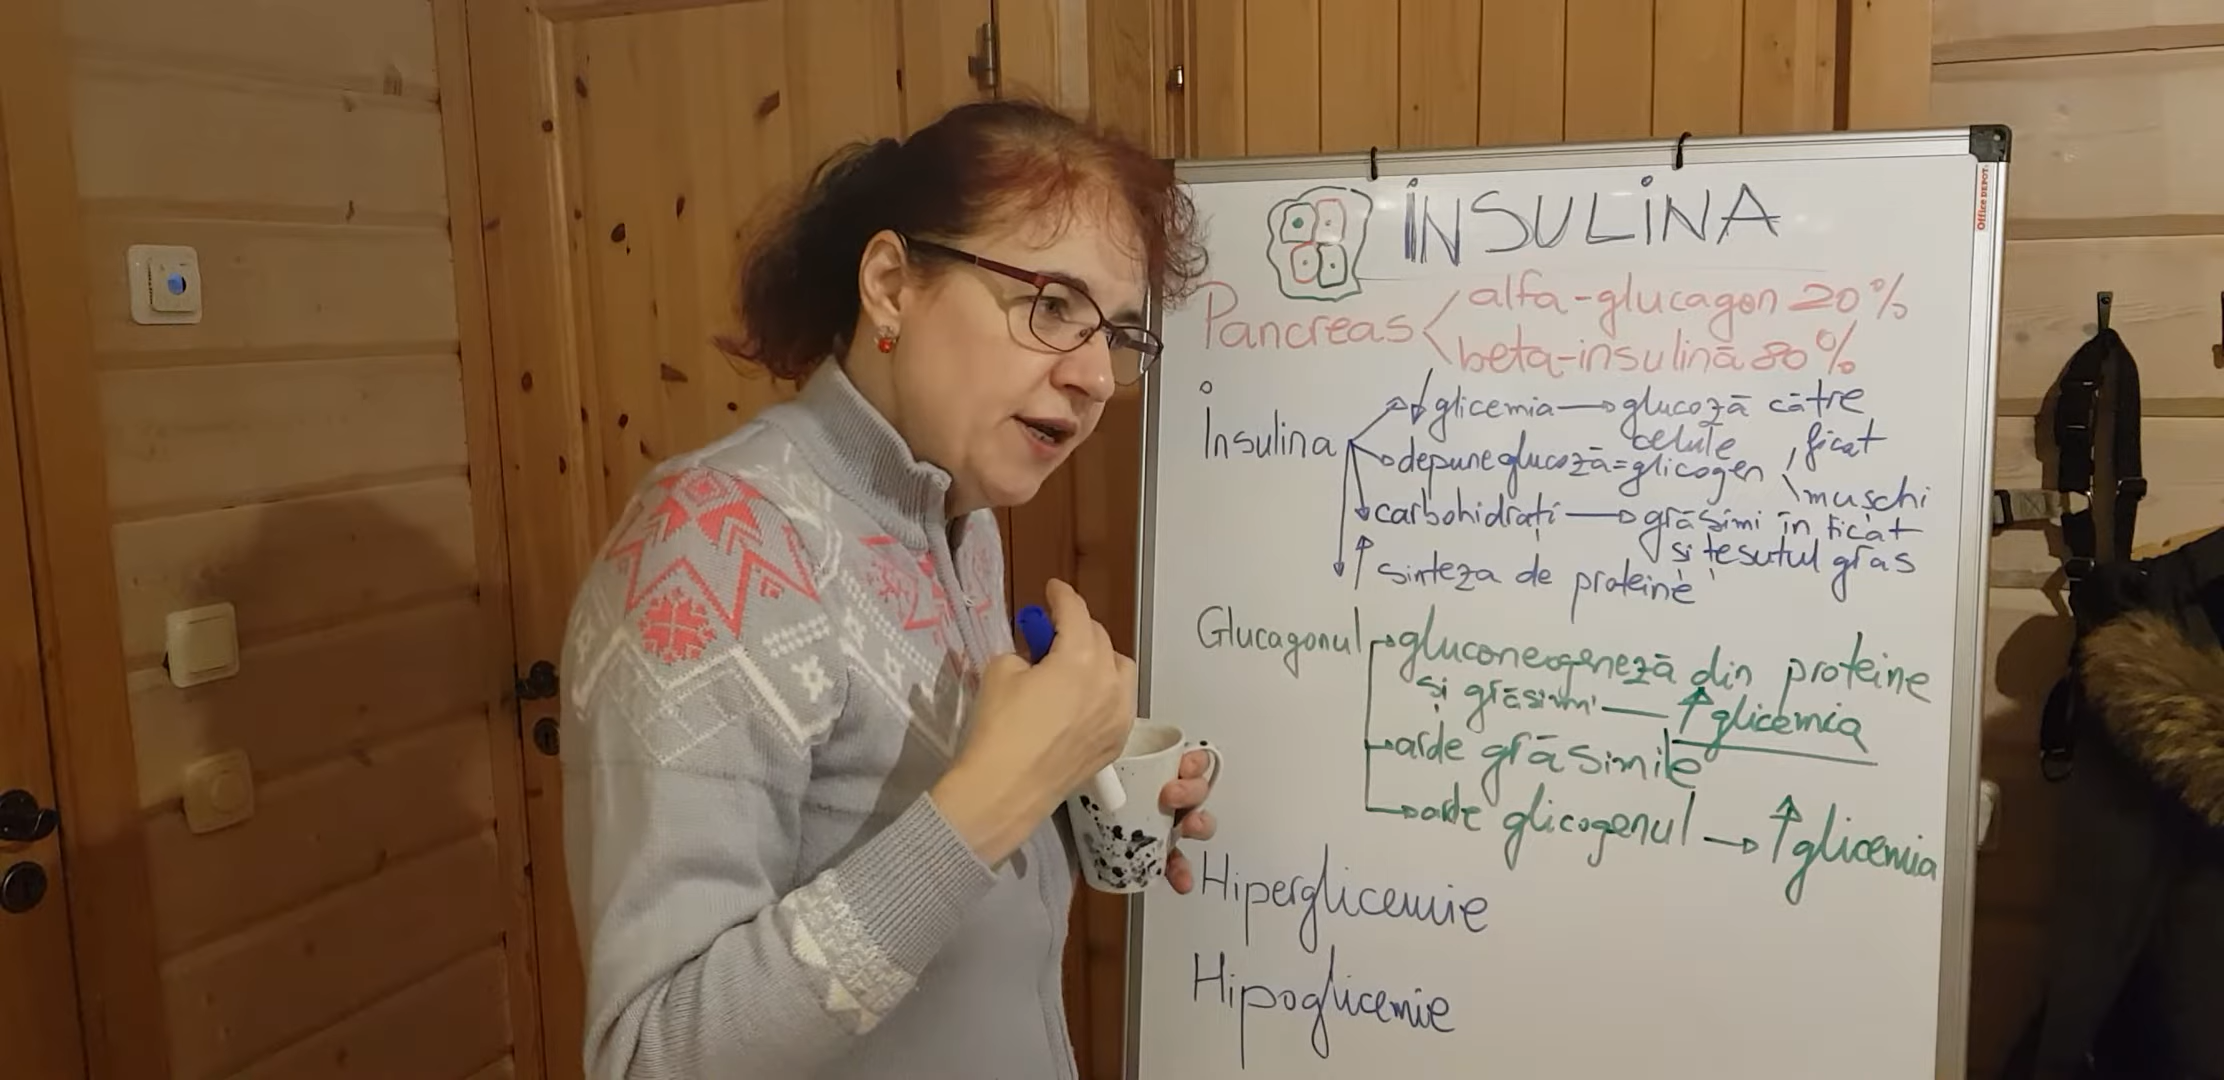 INSULINA
Office DEPOT
Pancreas
alfa-glucagon 20%
beta-insulină 80%
Insulina
↓glicemia → glucoză către
celule
depune glucoză=glicogen
ficat
muschi
carbohidrați → grăsimi în ficat
și țesutul gras
↑ sinteza de proteine
Glucagonul
gluconeogeneză din proteine
și grăsimi — ↑glicemia
arde grăsimile
arde glicogenul → ↑glicemia
Hiperglicemie
Hipoglicemie